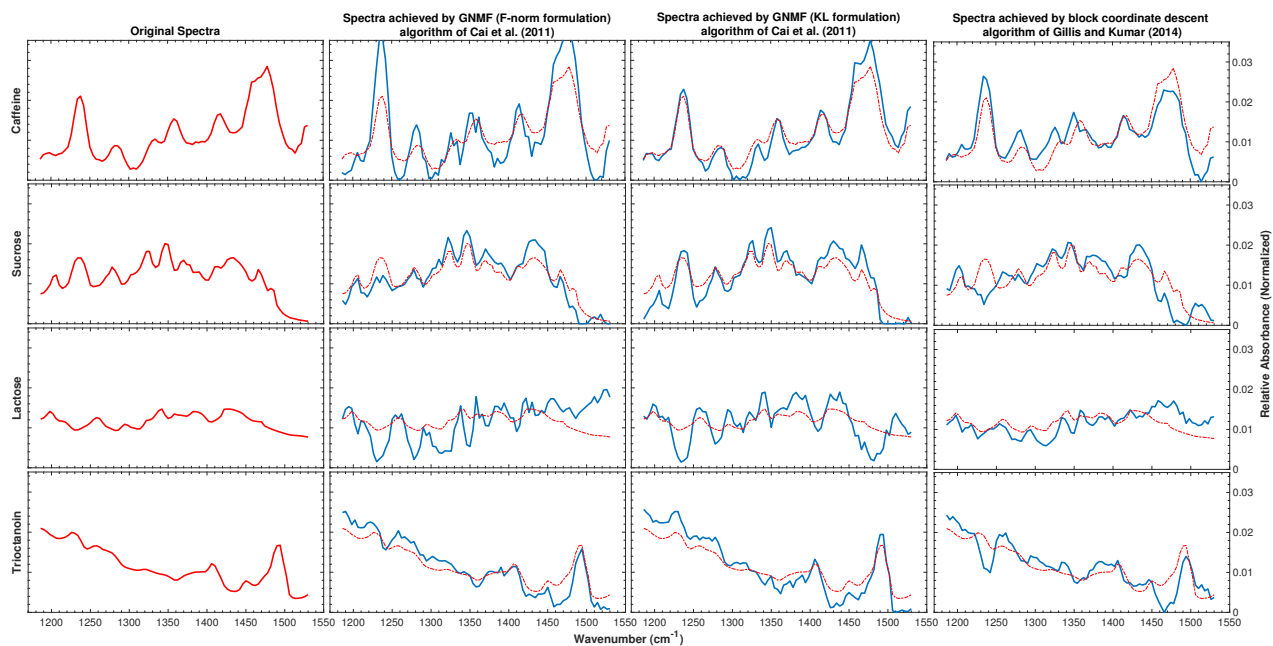 Original Spectra
Spectra achieved by GNMF (F-norm formulation)
algorithm of Cai et al. (2011)
Spectra achieved by GNMF (KL formulation)
algorithm of Cai et al. (2011)
Spectra achieved by block coordinate descent
algorithm of Gillis and Kumar (2014)
Caffeine
0.03
0.02
0.01
0
Sucrose
0.03
0.02
0.01
0
Lactose
0.03
0.02
0.01
0
Trioctanoin
0.03
0.02
0.01
0
Relative Absorbance (Normalized)
1200 1250 1300 1350 1400 1450 1500 1550
1200 1250 1300 1350 1400 1450 1500 1550
1200 1250 1300 1350 1400 1450 1500 1550
1200 1250 1300 1350 1400 1450 1500 1550
Wavenumber (cm⁻¹)